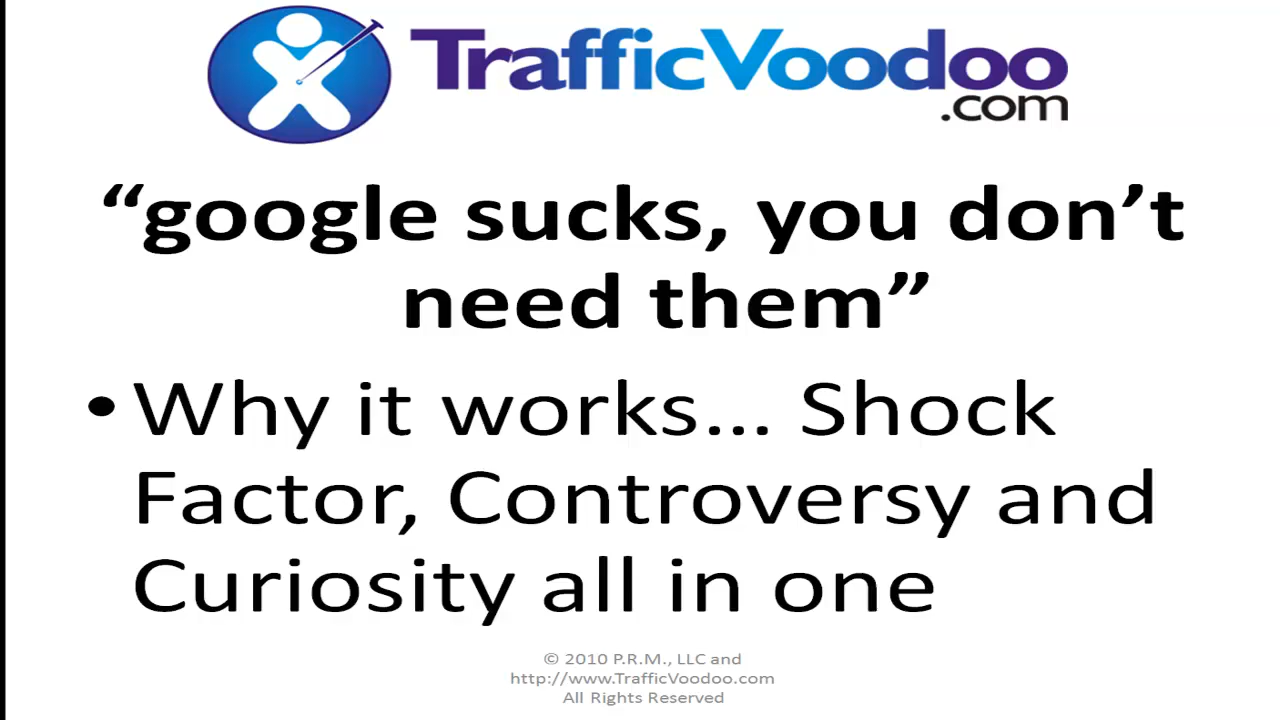 TrafficVoodoo
.com
“google sucks, you don’t
need them”
• Why it works... Shock
Factor, Controversy and
Curiosity all in one
© 2010 P.R.M., LLC and
http://www.TrafficVoodoo.com
All Rights Reserved